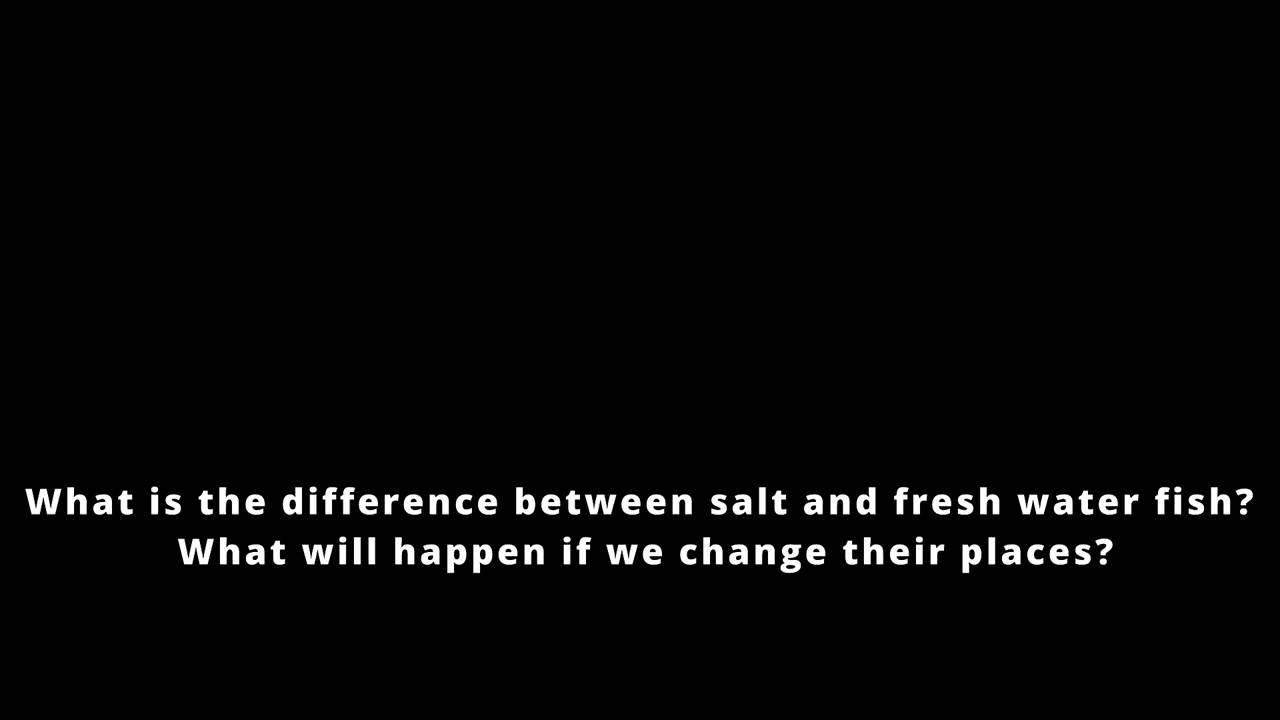 What is the difference between salt and fresh water fish?
What will happen if we change their places?